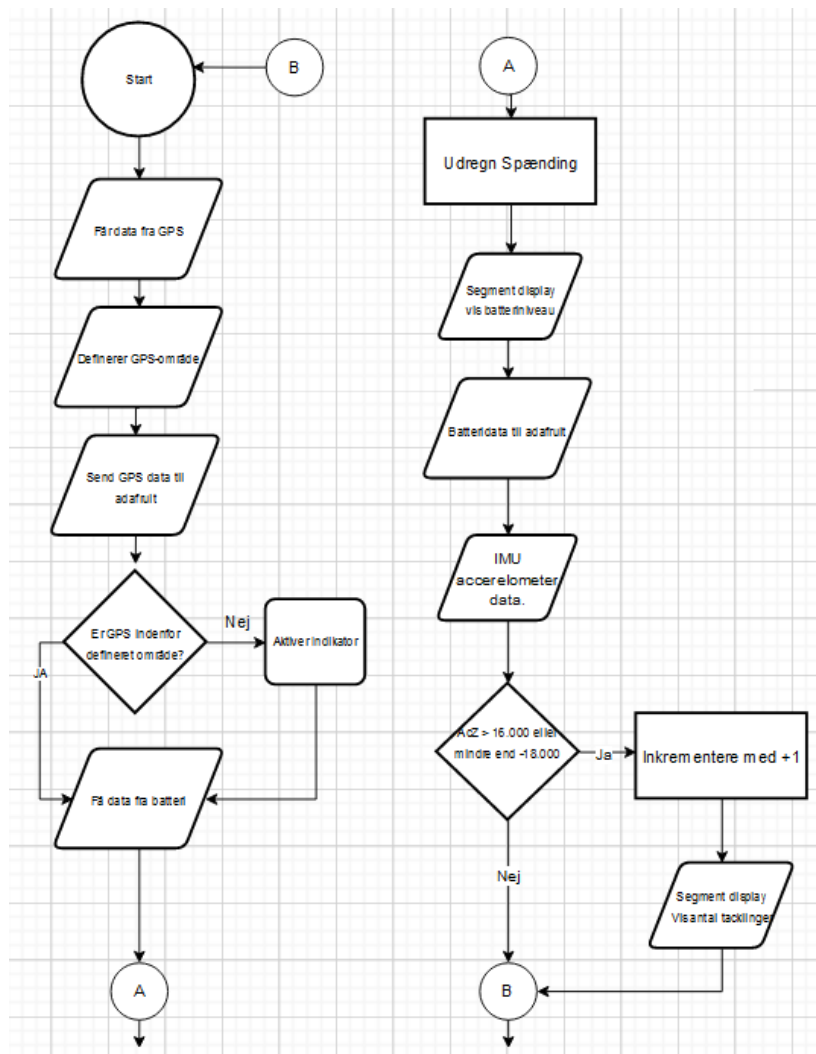 Start
B
Får data fra GPS
Definerer GPS-område
Send GPS data til
adafruit
Er GPS indenfor
defineret område?
Nej
Aktiver indikator
JA
Få data fra batteri
A
A
Udregn Spænding
Segment display
vis batteriniveau
Batteridata til adafruit
IMU
accerelometer
data.
AcZ > 16.000 eller
mindre end -18.000
Ja
Inkrementere med +1
Nej
Segment display
Vis antal tacklinger
B